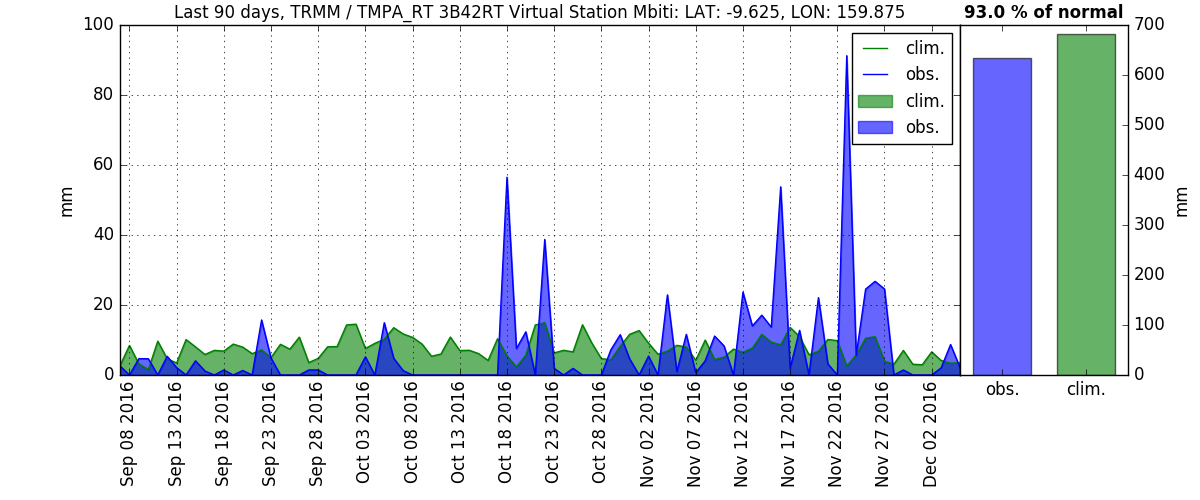 Last 90 days, TRMM / TMPA_RT 3B42RT Virtual Station Mbiti: LAT: -9.625, LON: 159.875
93.0 % of normal
100
80
60
40
20
0
mm
clim.
obs.
clim.
obs.
700
600
500
400
300
200
100
0
mm
obs.
clim.
Sep 08 2016
Sep 13 2016
Sep 18 2016
Sep 23 2016
Sep 28 2016
Oct 03 2016
Oct 08 2016
Oct 13 2016
Oct 18 2016
Oct 23 2016
Oct 28 2016
Nov 02 2016
Nov 07 2016
Nov 12 2016
Nov 17 2016
Nov 22 2016
Nov 27 2016
Dec 02 2016